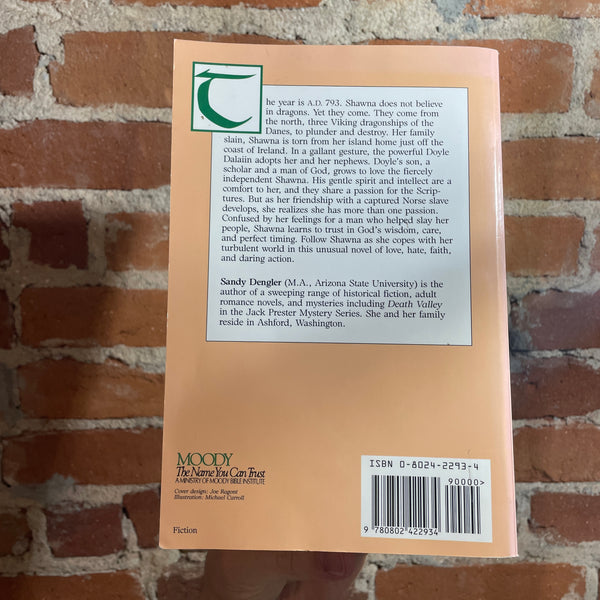 The year is A.D. 793. Shawna does not believe
in dragons. Yet they come. They come from
the north, three Viking dragonships of the
Danes, to plunder and destroy. Her family
slain, Shawna is torn from her island home just off the
coast of Ireland. In a gallant gesture, the powerful Doyle
Dalaiin adopts her and her nephews. Doyle's son, a
scholar and a man of God, grows to love the fiercely
independent Shawna. His gentle spirit and intellect are a
comfort to her, and they share a passion for the Scrip-
tures. But as her friendship with a captured Norse slave
develops, she realizes she has more than one passion.
Confused by her feelings for a man who helped slay her
people, Shawna learns to trust in God's wisdom, care,
and perfect timing. Follow Shawna as she copes with her
turbulent world in this unusual novel of love, hate, faith,
and daring action.
Sandy Dengler (M.A., Arizona State University) is the
author of a sweeping range of historical fiction, adult
romance novels, and mysteries including Death Valley
in the Jack Prester Mystery Series. She and her family
reside in Ashford, Washington.
MOODY
The Name You Can Trust
A MINISTRY OF MOODY BIBLE INSTITUTE
Cover design: Joe Ragont
Illustration: Michael Carroll
Fiction
ISBN 0-8024-2293-4
90000>
9 780802 422934